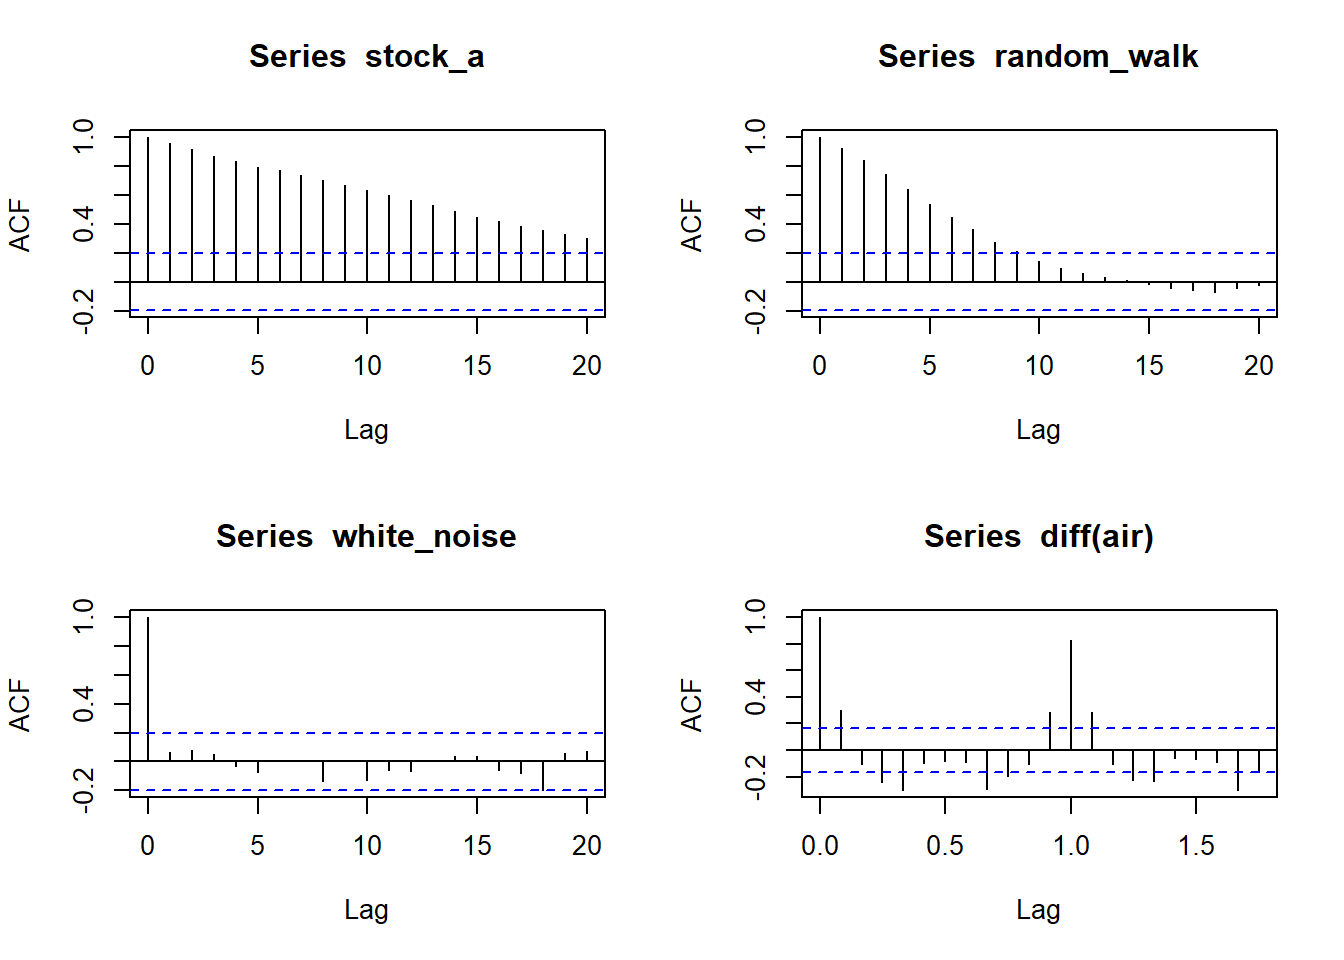 Series  stock_a
ACF
1.0
0.4
-0.2
0 5 10 15 20
Lag
Series  random_walk
ACF
1.0
0.4
-0.2
0 5 10 15 20
Lag
Series  white_noise
ACF
1.0
0.4
-0.2
0 5 10 15 20
Lag
Series  diff(air)
ACF
1.0
0.4
-0.2
0.0 0.5 1.0 1.5
Lag